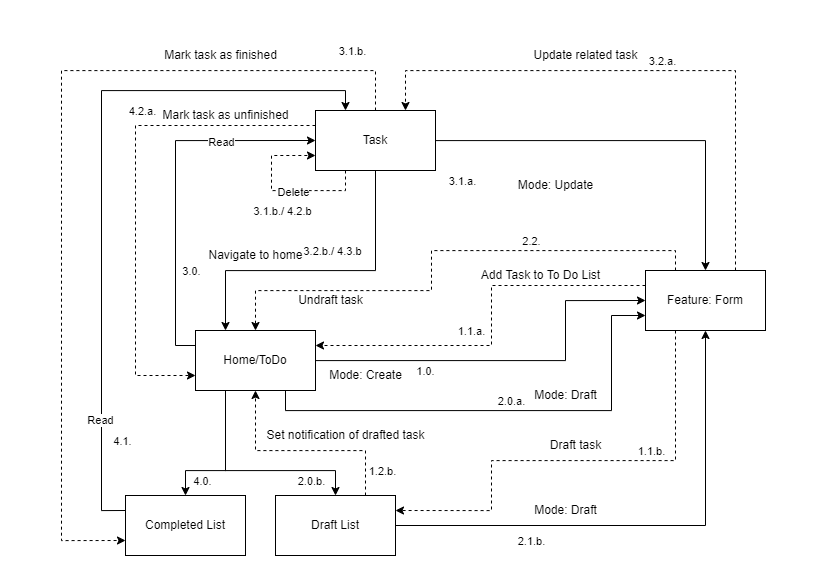 Mark task as finished
3.1.b.
Update related task
3.2.a.
4.2.a.
Mark task as unfinished
Read
Task
Delete
3.1.a.
Mode: Update
3.1.b./ 4.2.b
2.2.
Navigate to home
3.2.b./ 4.3.b
3.0.
Add Task to To Do List
Undraft task
Feature: Form
1.1.a.
Home/ToDo
Mode: Create
1.0.
2.0.a.
Mode: Draft
Read
4.1.
Set notification of drafted task
Draft task
1.1.b.
1.2.b.
4.0.
2.0.b.
Completed List
Draft List
Mode: Draft
2.1.b.